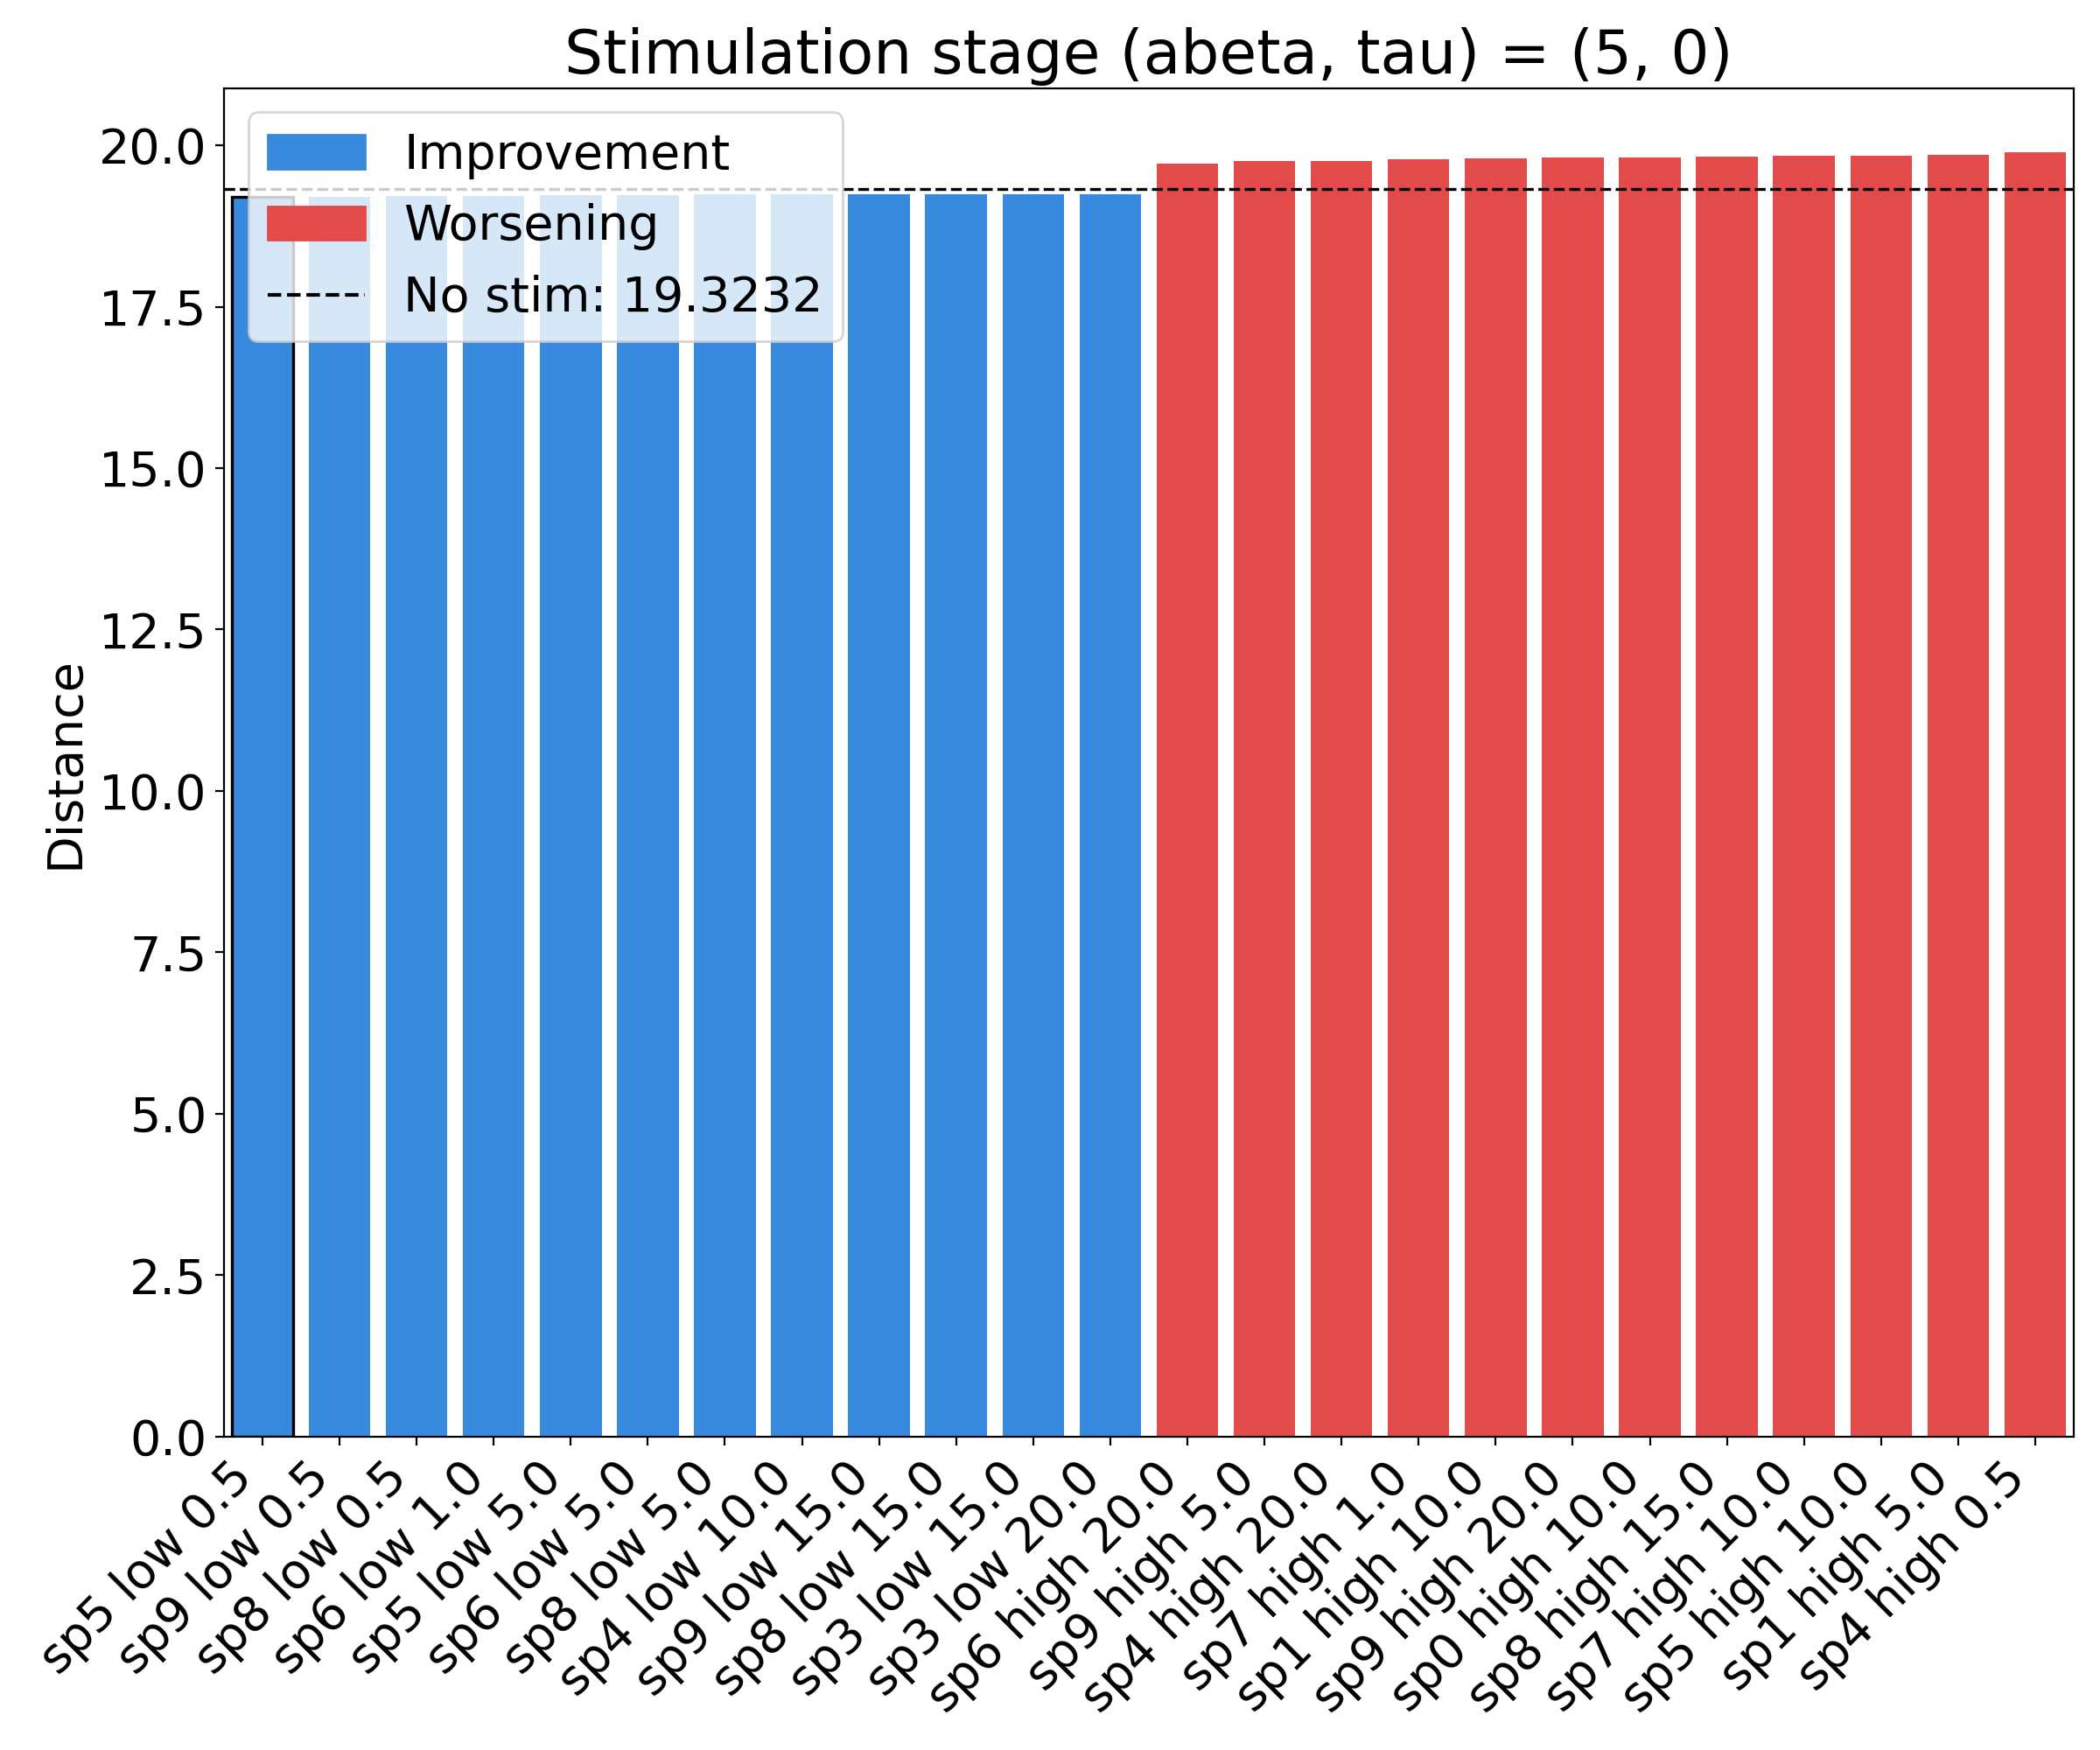 Stimulation stage (abeta, tau) = (5, 0)
Improvement
Worsening
No stim: 19.3232
Distance
20.0
17.5
15.0
12.5
10.0
7.5
5.0
2.5
0.0
sp5 low 0.5
sp9 low 0.5
sp8 low 0.5
sp6 low 1.0
sp5 low 5.0
sp6 low 5.0
sp8 low 5.0
sp4 low 10.0
sp9 low 15.0
sp8 low 15.0
sp3 low 15.0
sp3 low 20.0
sp6 high 20.0
sp9 high 5.0
sp4 high 20.0
sp7 high 1.0
sp1 high 10.0
sp9 high 20.0
sp0 high 10.0
sp8 high 15.0
sp7 high 10.0
sp5 high 10.0
sp1 high 5.0
sp4 high 0.5